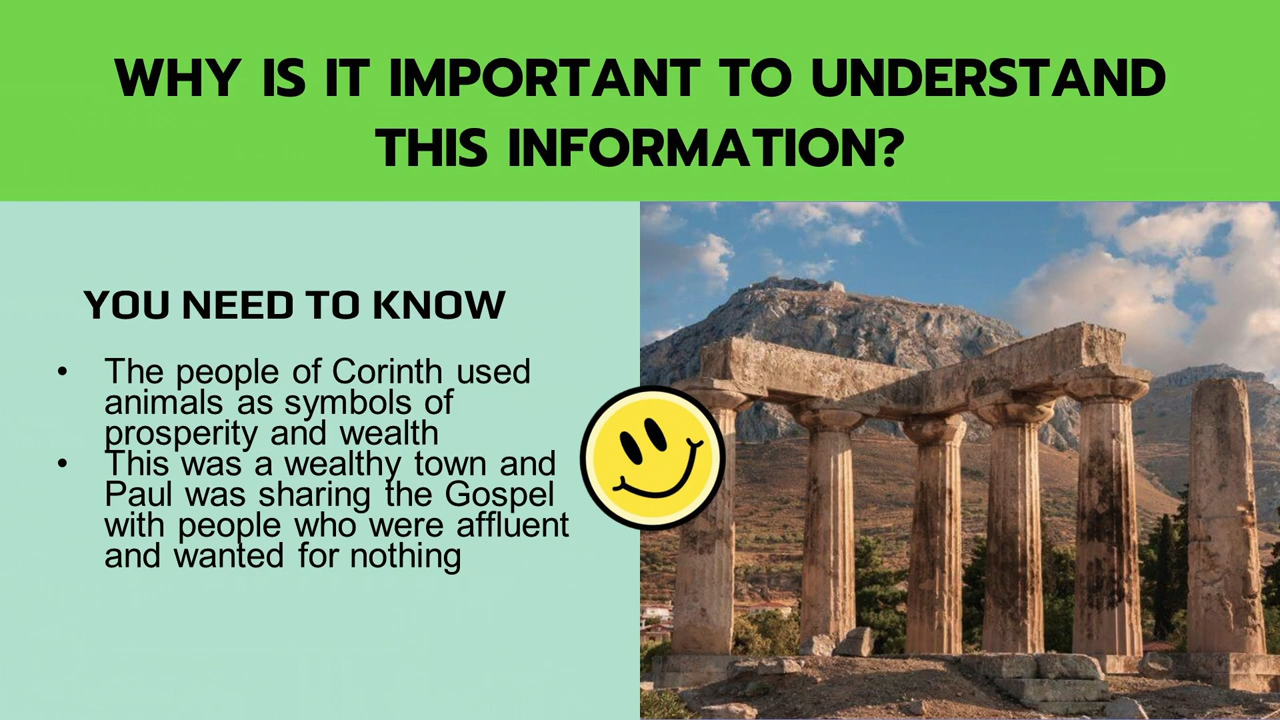 WHY IS IT IMPORTANT TO UNDERSTAND
THIS INFORMATION?
YOU NEED TO KNOW
• The people of Corinth used
animals as symbols of
prosperity and wealth
• This was a wealthy town and
Paul was sharing the Gospel
with people who were affluent
and wanted for nothing